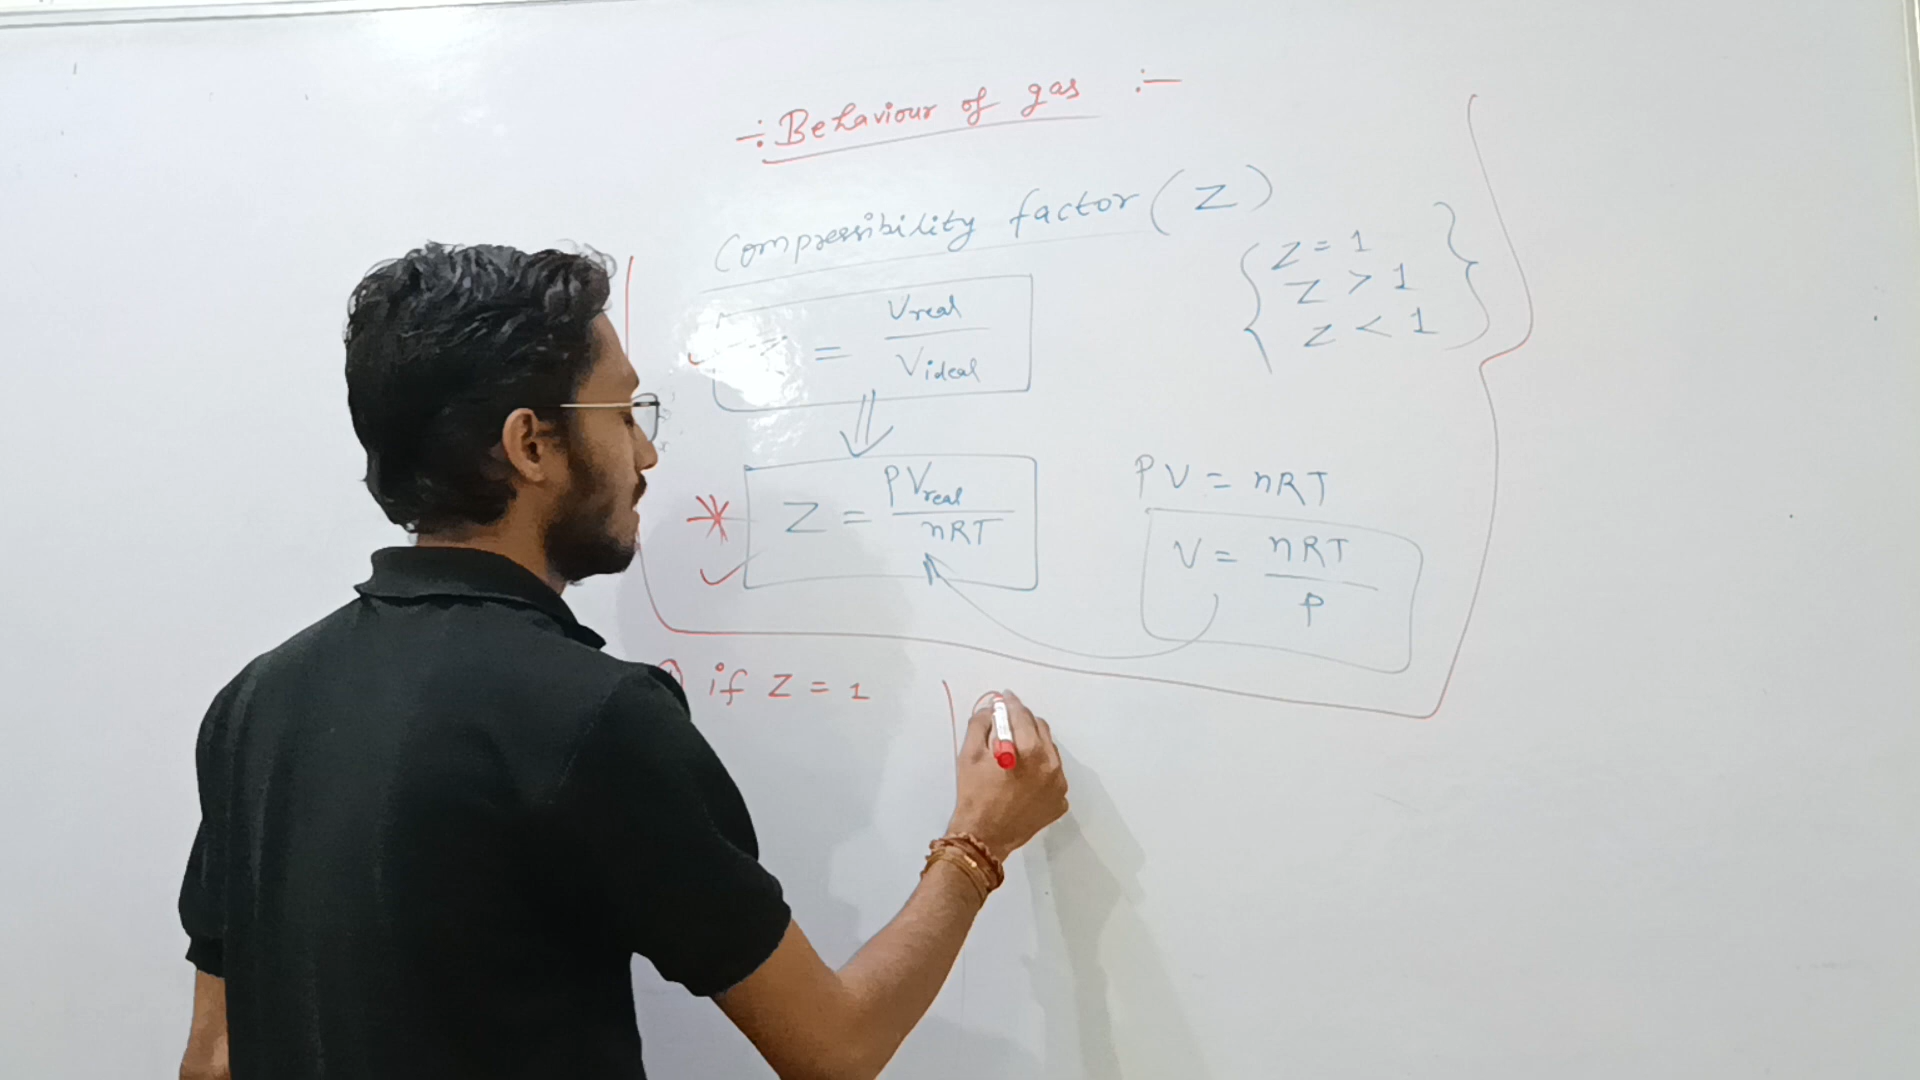 ÷ Behaviour of gas :-
Compressibility factor (Z)
Z = 1
Z > 1
Z < 1
= Vreal / Videal
⇓
* Z = PVreal / nRT
PV = nRT
V = nRT / P
if Z = 1